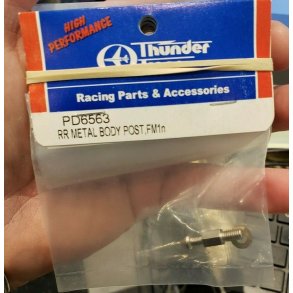 HIGH
PERFORMANCE
Thunder
Racing Parts & Accessories
PD6563
RR METAL BODY POST,FM1n